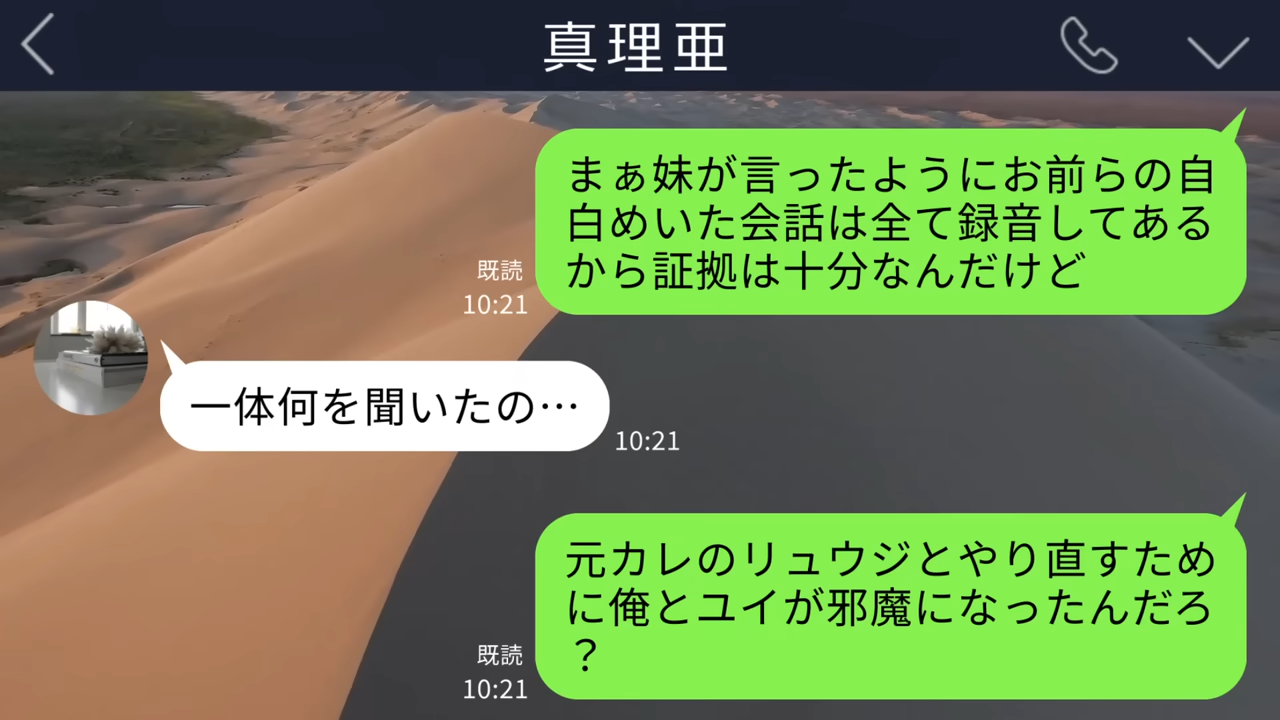 真理亜
まぁ妹が言ったようにお前らの自
白めいた会話は全て録音してある
から証拠は十分なんだけど
既読
10:21
一体何を聞いたの…
10:21
元カレのリュウジとやり直すため
に俺とユイが邪魔になったんだろ
？
既読
10:21